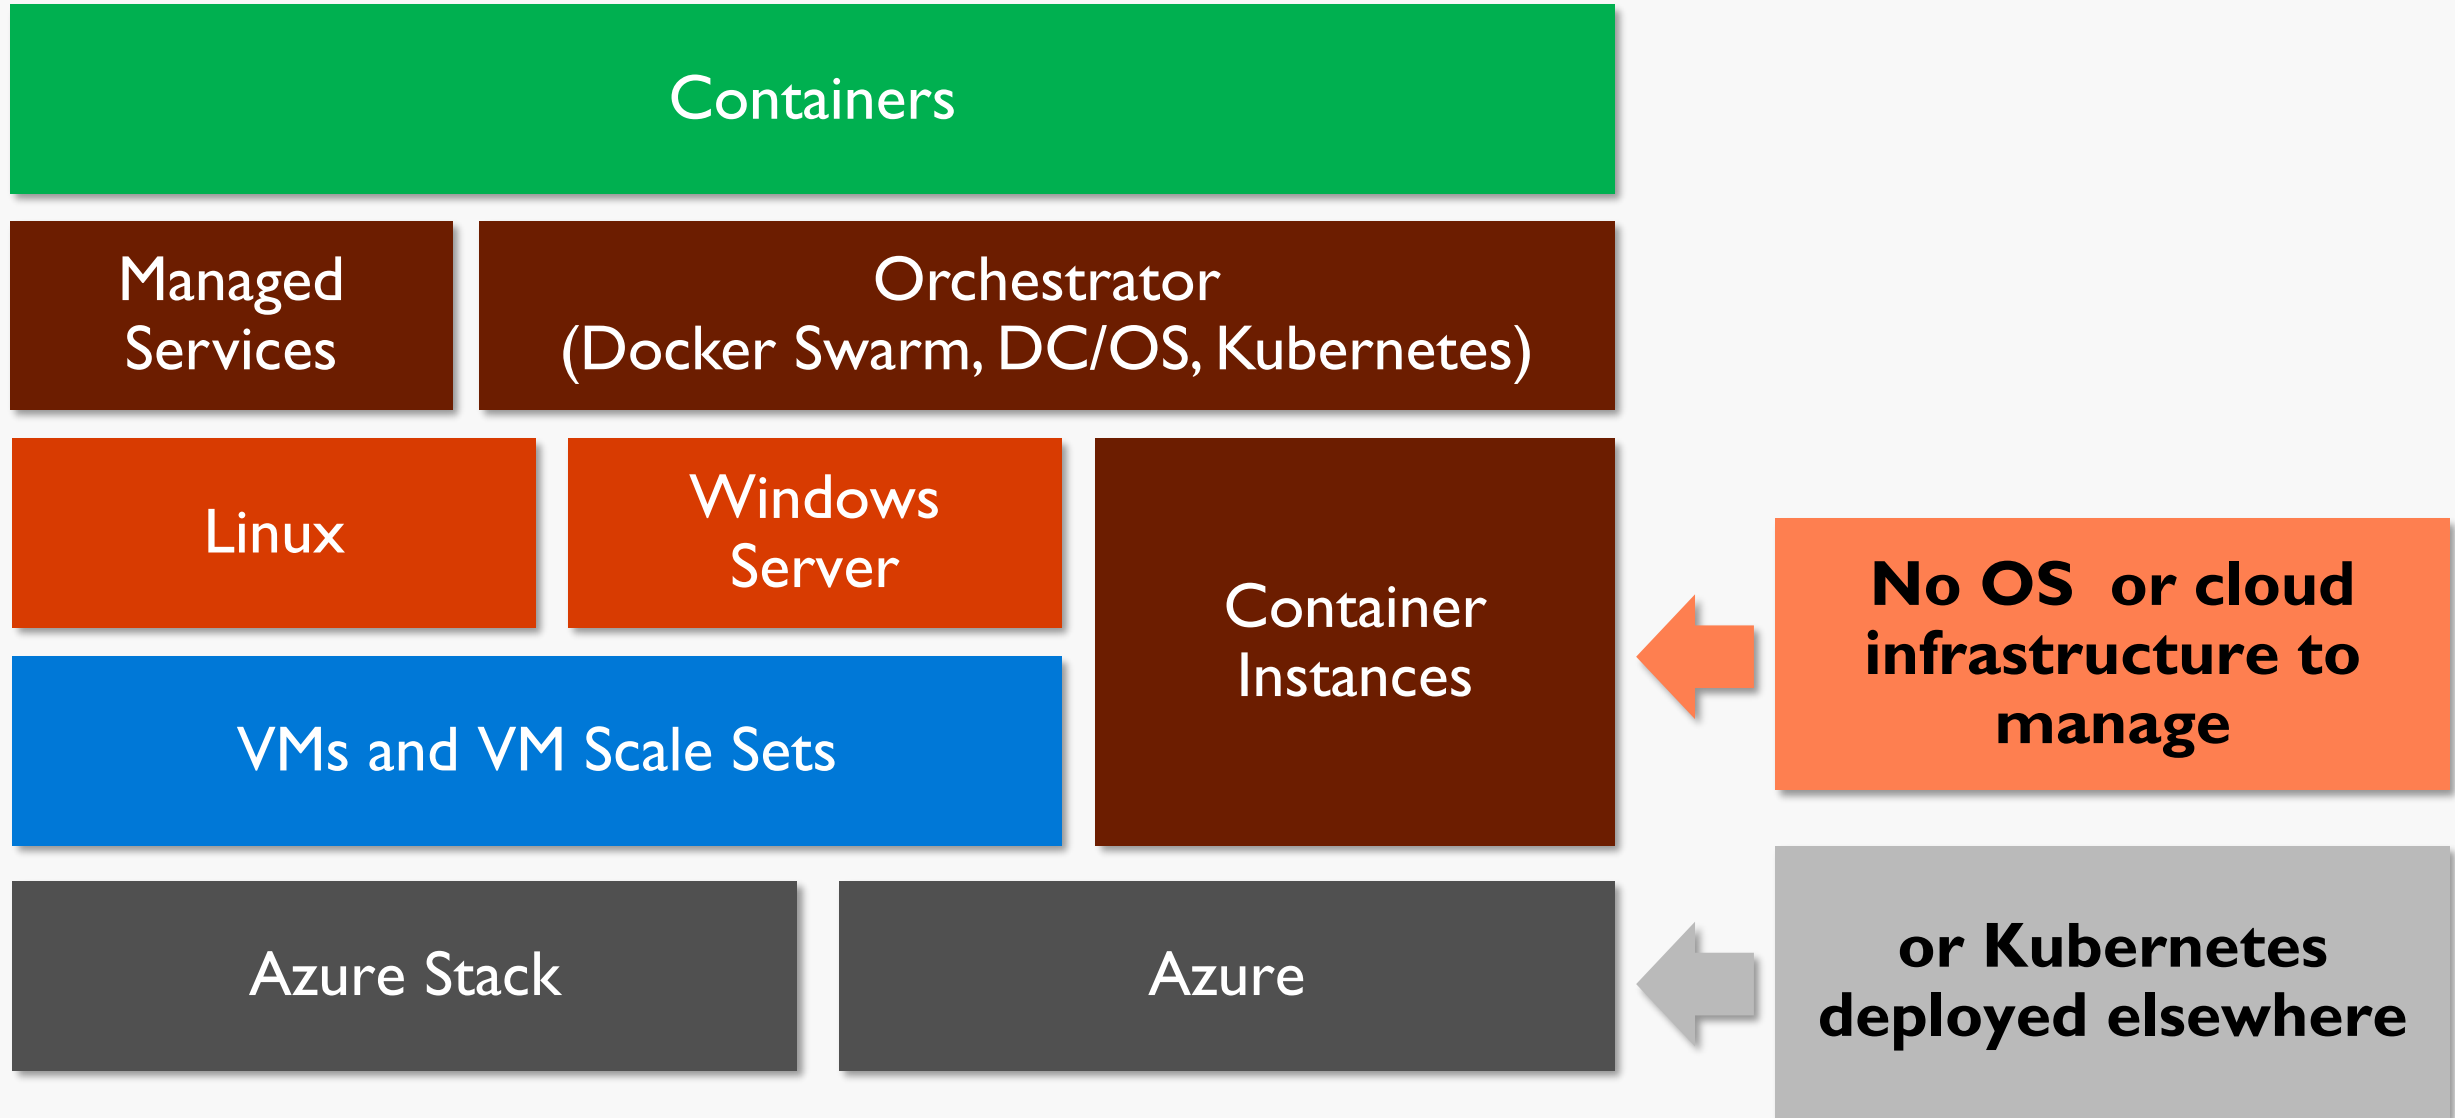 Containers
Managed
Services
Orchestrator
(Docker Swarm, DC/OS, Kubernetes)
Linux
Windows
Server
Container
Instances
No OS  or cloud
infrastructure to
manage
VMs and VM Scale Sets
Azure Stack
Azure
or Kubernetes
deployed elsewhere